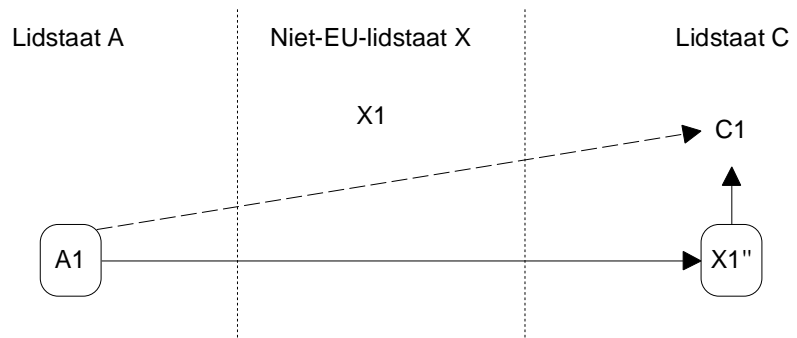 Lidstaat A
Niet-EU-lidstaat X
Lidstaat C
X1
C1
A1
X1"